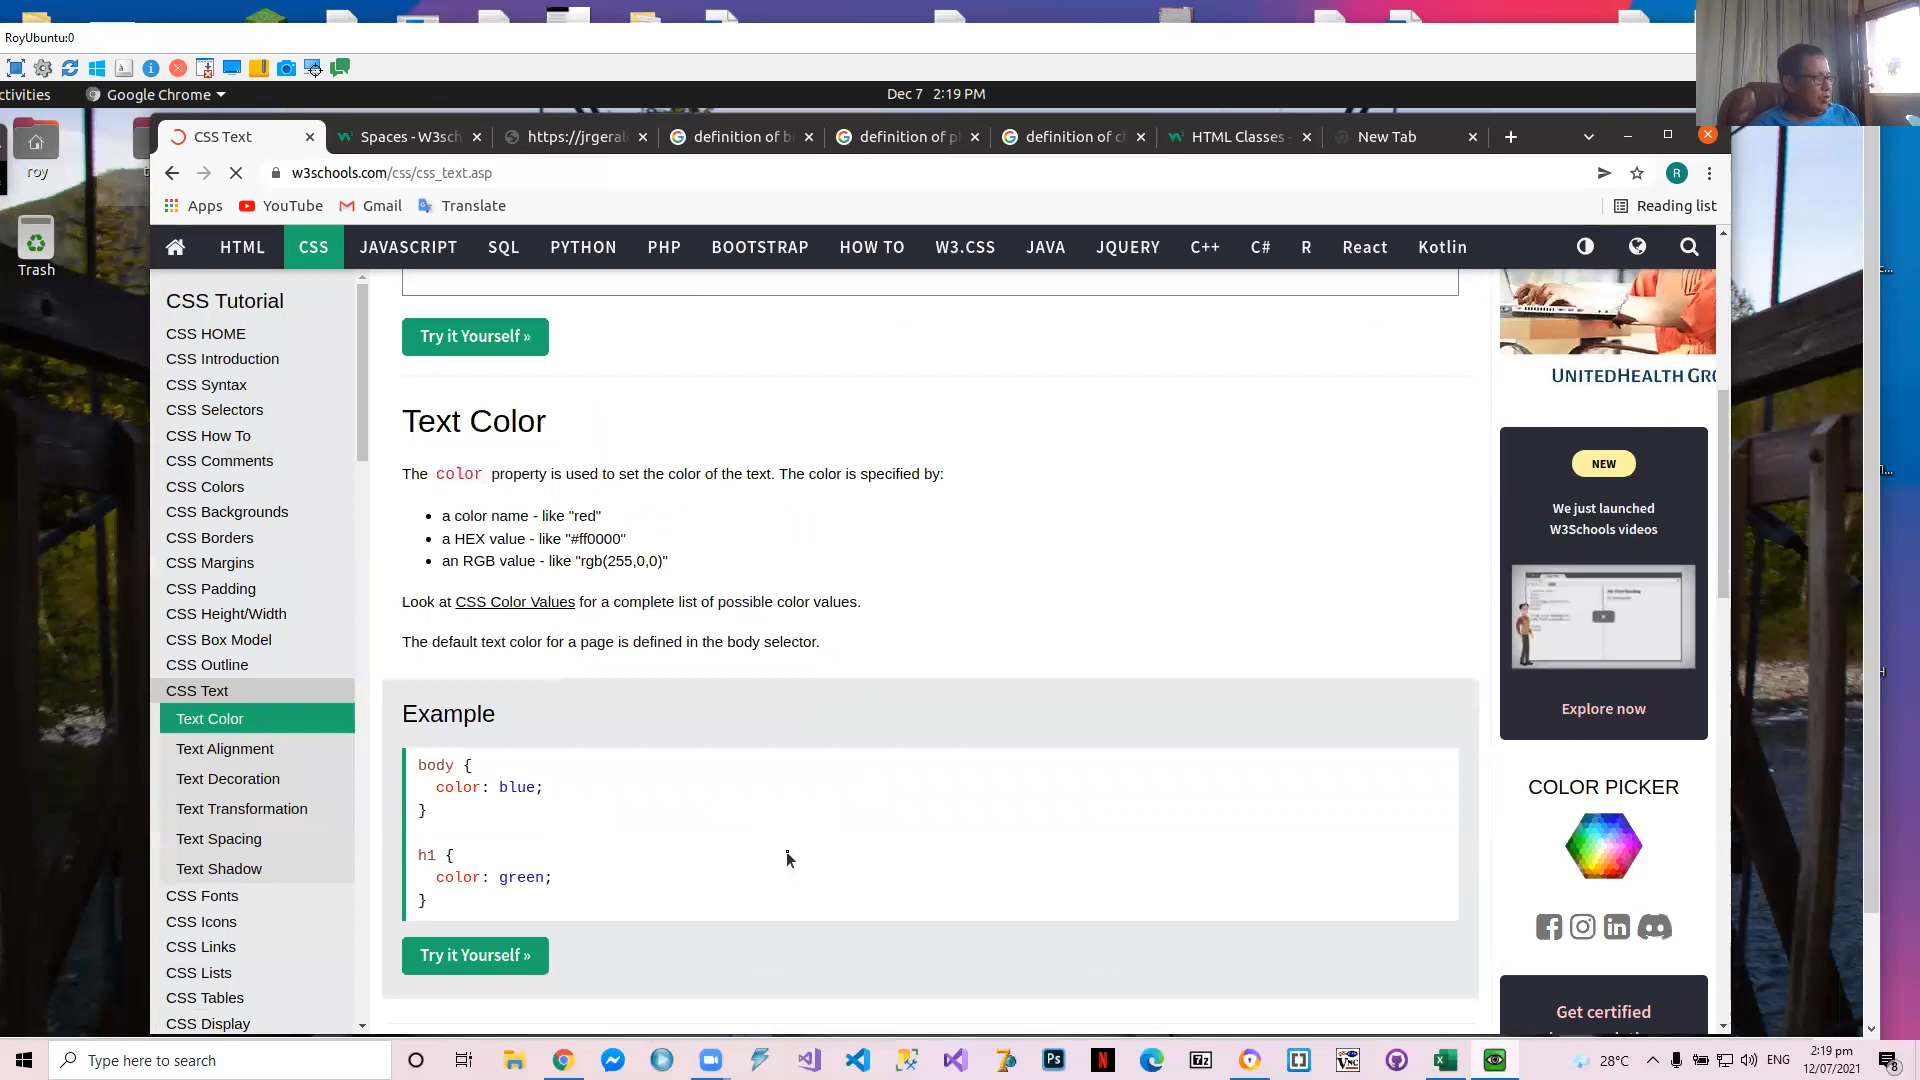 RoyUbuntu:0
ctivities
Google Chrome
Dec 7 2:19 PM
roy
Trash
CSS Text
Spaces - W3sch
https://jrgeral
definition of b
definition of p
definition of c
HTML Classes -
New Tab
w3schools.com/css/css_text.asp
R
Apps
YouTube
Gmail
Translate
Reading list
HTML
CSS
JAVASCRIPT
SQL
PYTHON
PHP
BOOTSTRAP
HOW TO
W3.CSS
JAVA
JQUERY
C++
C#
R
React
Kotlin
CSS Tutorial
CSS HOME
CSS Introduction
CSS Syntax
CSS Selectors
CSS How To
CSS Comments
CSS Colors
CSS Backgrounds
CSS Borders
CSS Margins
CSS Padding
CSS Height/Width
CSS Box Model
CSS Outline
CSS Text
Text Color
Text Alignment
Text Decoration
Text Transformation
Text Spacing
Text Shadow
CSS Fonts
CSS Icons
CSS Links
CSS Lists
CSS Tables
CSS Display
Try it Yourself »
Text Color
The color property is used to set the color of the text. The color is specified by:
• a color name - like "red"
• a HEX value - like "#ff0000"
• an RGB value - like "rgb(255,0,0)"
Look at CSS Color Values for a complete list of possible color values.
The default text color for a page is defined in the body selector.
Example
body {
color: blue;
}
h1 {
color: green;
}
Try it Yourself »
UNITEDHEALTH GR
NEW
We just launched
W3Schools videos
Explore now
COLOR PICKER
Get certified
Type here to search
Ps
N
7z
28°C
ENG
2:19 pm
12/07/2021
8